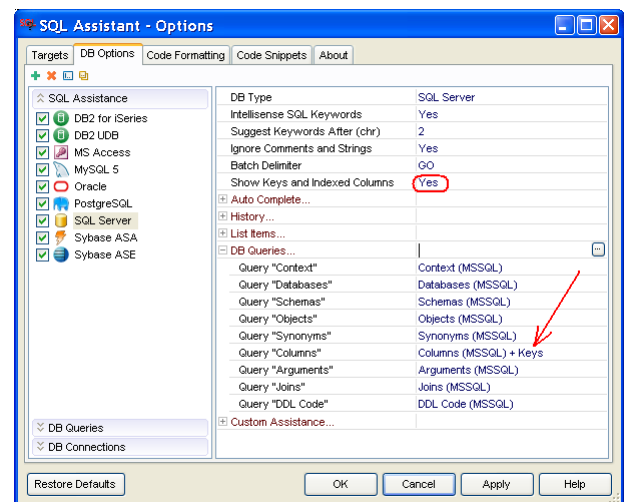 SQL Assistant - Options
Targets DB Options Code Formatting Code Snippets About
SQL Assistance
DB2 for iSeries
DB2 UDB
MS Access
MySQL 5
Oracle
PostgreSQL
SQL Server
Sybase ASA
Sybase ASE
DB Queries
DB Connections
DB Type SQL Server
Intellisense SQL Keywords Yes
Suggest Keywords After (chr) 2
Ignore Comments and Strings Yes
Batch Delimiter GO
Show Keys and Indexed Columns Yes
Auto Complete...
History...
List Items...
DB Queries... ...
Query "Context" Context (MSSQL)
Query "Databases" Databases (MSSQL)
Query "Schemas" Schemas (MSSQL)
Query "Objects" Objects (MSSQL)
Query "Synonyms" Synonyms (MSSQL)
Query "Columns" Columns (MSSQL) + Keys
Query "Arguments" Arguments (MSSQL)
Query "Joins" Joins (MSSQL)
Query "DDL Code" DDL Code (MSSQL)
Custom Assistance...
Restore Defaults OK Cancel Apply Help